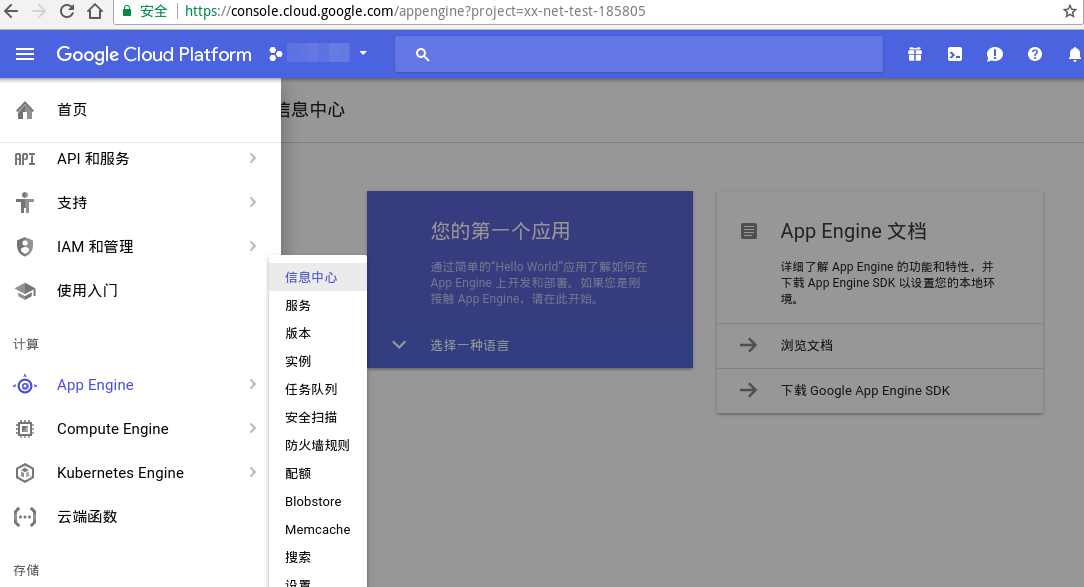 安全
https://console.cloud.google.com/appengine?project=xx-net-test-185805
Google Cloud Platform
首页
API 和服务
支持
IAM 和管理
使用入门
计算
App Engine
Compute Engine
Kubernetes Engine
云端函数
存储
信息中心
服务
版本
实例
任务队列
安全扫描
防火墙规则
配额
Blobstore
Memcache
搜索
设置
信息中心
您的第一个应用
通过简单的“Hello World”应用了解如何在
App Engine 上开发和部署。如果您是刚
接触 App Engine，请在此开始。
选择一种语言
App Engine 文档
详细了解 App Engine 的功能和特性，并
下载 App Engine SDK 以设置您的本地环
境。
浏览文档
下载 Google App Engine SDK